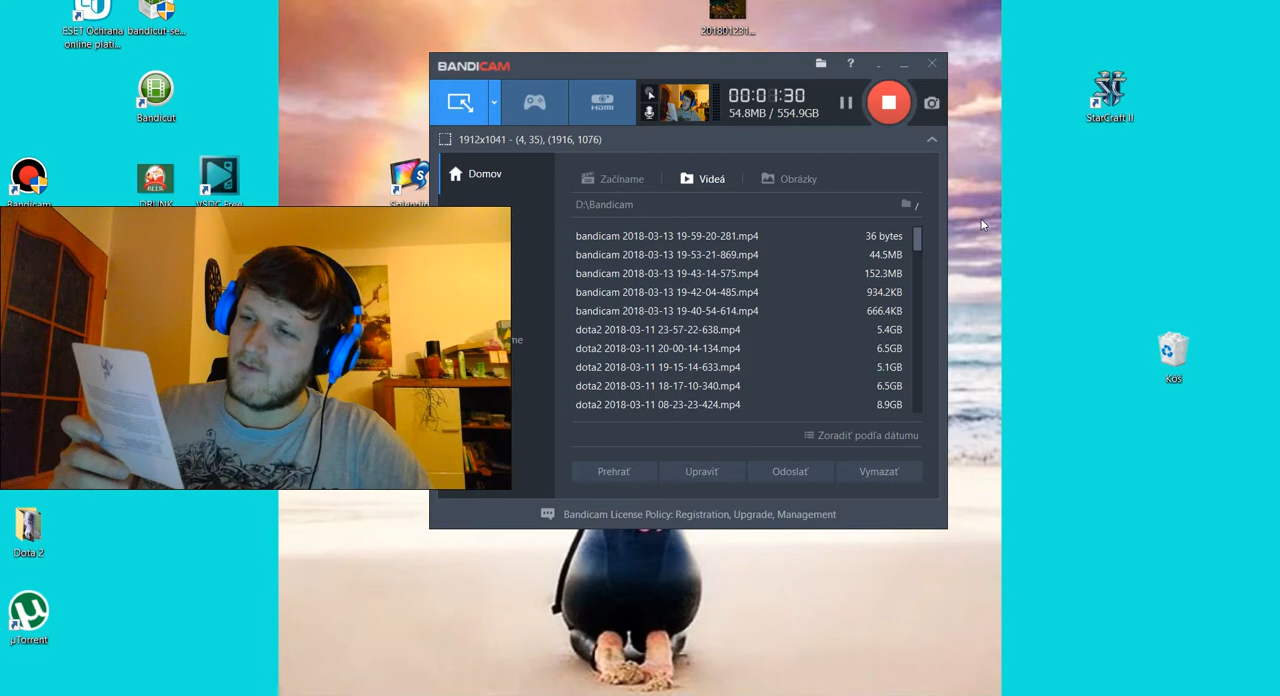 ESET Ochrana
online plati...
bandicut-se...
201801231...
Bandicut
StarCraft II
BANDICAM
?
HDMI
00:01:30
54.8MB / 554.9GB
1912x1041 - (4, 35), (1916, 1076)
Domov
Začíname
Videá
Obrázky
D:\Bandicam
bandicam 2018-03-13 19-59-20-281.mp4 36 bytes
bandicam 2018-03-13 19-53-21-869.mp4 44.5MB
bandicam 2018-03-13 19-43-14-575.mp4 152.3MB
bandicam 2018-03-13 19-42-04-485.mp4 934.2KB
bandicam 2018-03-13 19-40-54-614.mp4 666.4KB
dota2 2018-03-11 23-57-22-638.mp4 5.4GB
dota2 2018-03-11 20-00-14-134.mp4 6.5GB
dota2 2018-03-11 19-15-14-633.mp4 5.1GB
dota2 2018-03-11 18-17-10-340.mp4 6.5GB
dota2 2018-03-11 08-23-23-424.mp4 8.9GB
Zoradiť podľa dátumu
Prehrať Upraviť Odoslať Vymazať
Bandicam License Policy: Registration, Upgrade, Management
Bandicam
BEER
DRUNK
VSDC Free
Splendid
me
Kôš
Dota 2
µTorrent